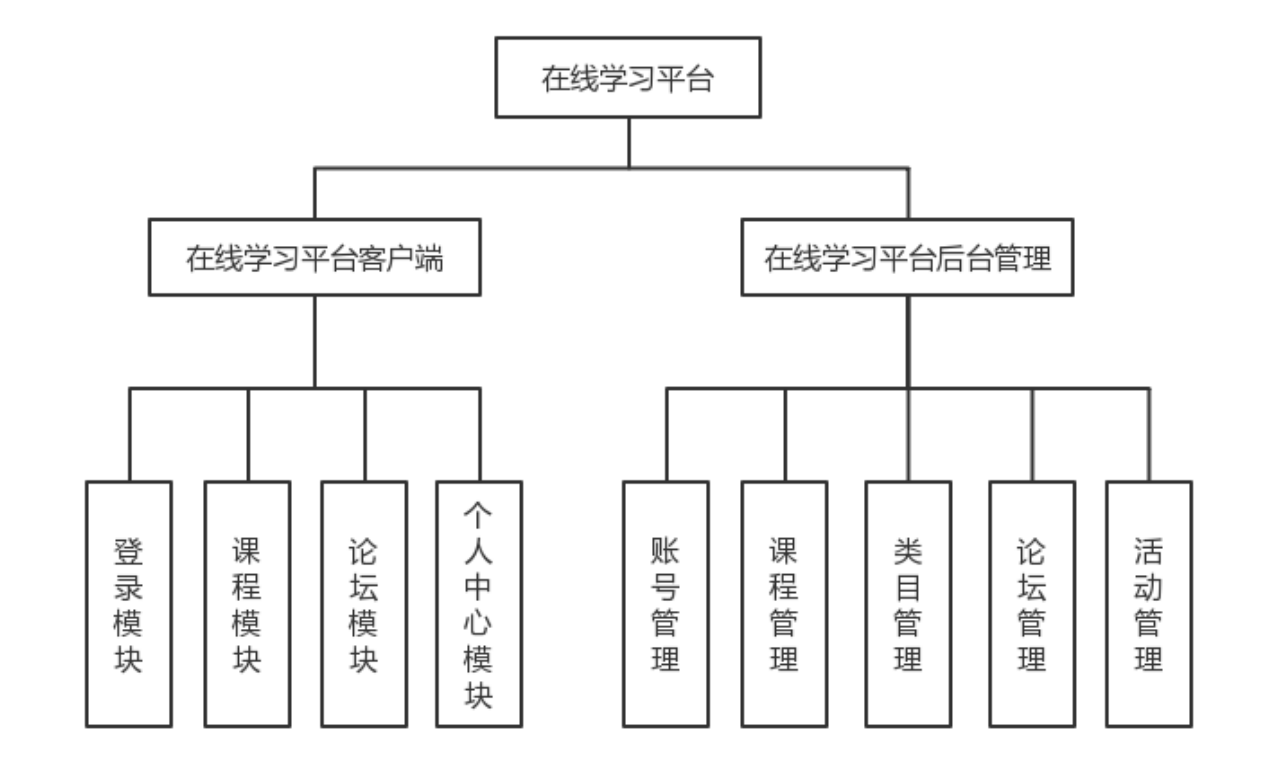 在线学习平台
在线学习平台客户端
在线学习平台后台管理
登录模块
课程模块
论坛模块
个人中心模块
账号管理
课程管理
类目管理
论坛管理
活动管理